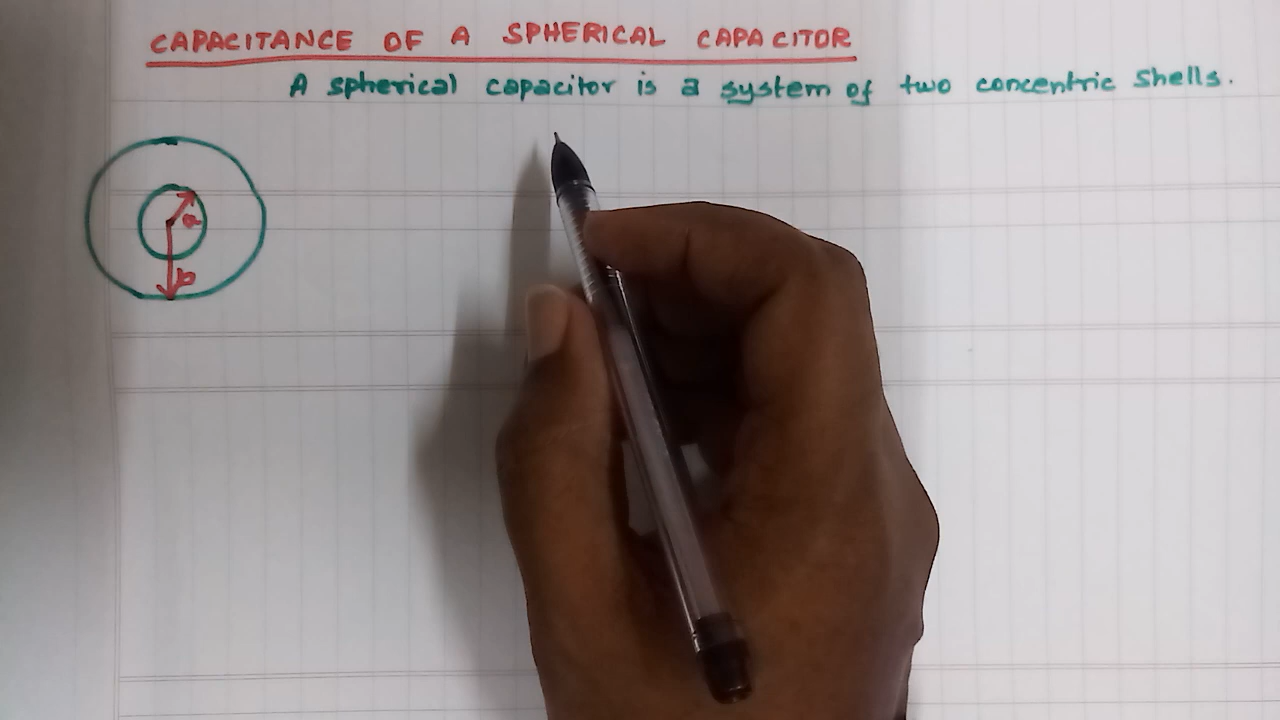 CAPACITANCE OF A SPHERICAL CAPACITOR
A spherical capacitor is a system of two concentric shells.
a
b